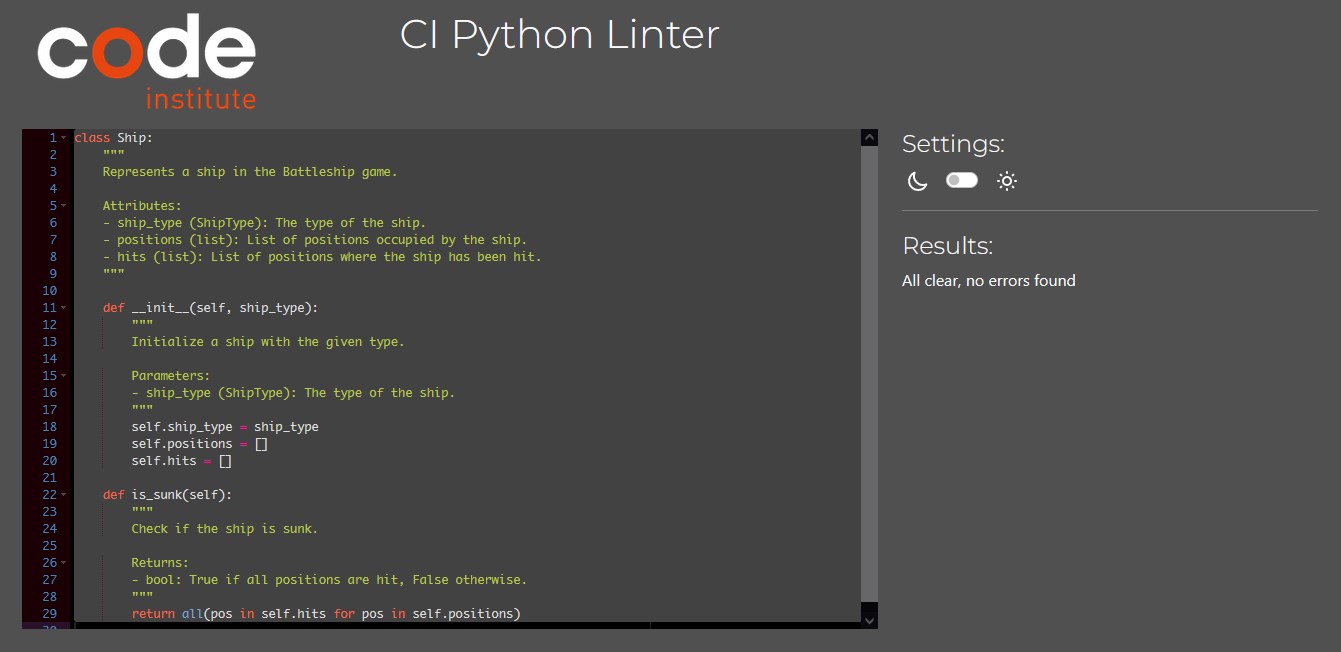 code
institute
CI Python Linter
1 class Ship:
2     """
3     Represents a ship in the Battleship game.
4
5     Attributes:
6     - ship_type (ShipType): The type of the ship.
7     - positions (list): List of positions occupied by the ship.
8     - hits (list): List of positions where the ship has been hit.
9     """
10
11     def __init__(self, ship_type):
12         """
13         Initialize a ship with the given type.
14
15         Parameters:
16         - ship_type (ShipType): The type of the ship.
17         """
18         self.ship_type = ship_type
19         self.positions = []
20         self.hits = []
21
22     def is_sunk(self):
23         """
24         Check if the ship is sunk.
25
26         Returns:
27         - bool: True if all positions are hit, False otherwise.
28         """
29         return all(pos in self.hits for pos in self.positions)
30
Settings:
Results:
All clear, no errors found